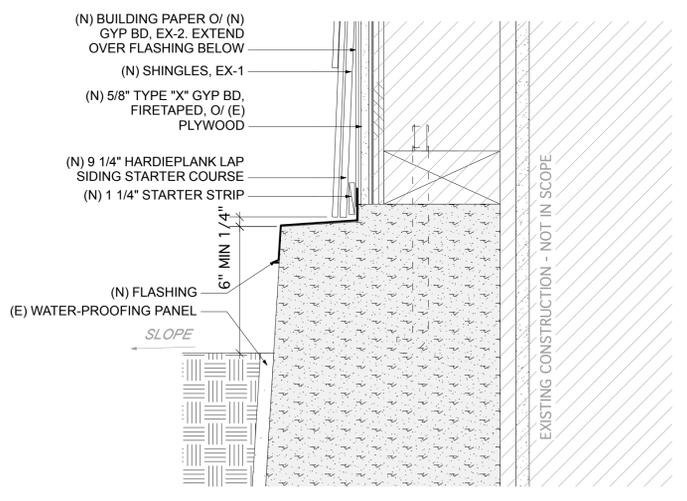 (N) BUILDING PAPER O/ (N)
GYP BD, EX-2. EXTEND
OVER FLASHING BELOW
(N) SHINGLES, EX-1
(N) 5/8" TYPE "X" GYP BD,
FIRETAPED, O/ (E)
PLYWOOD
(N) 9 1/4" HARDIEPLANK LAP
SIDING STARTER COURSE
(N) 1 1/4" STARTER STRIP
1/4"
6" MIN
(N) FLASHING
(E) WATER-PROOFING PANEL
SLOPE
EXISTING CONSTRUCTION - NOT IN SCOPE